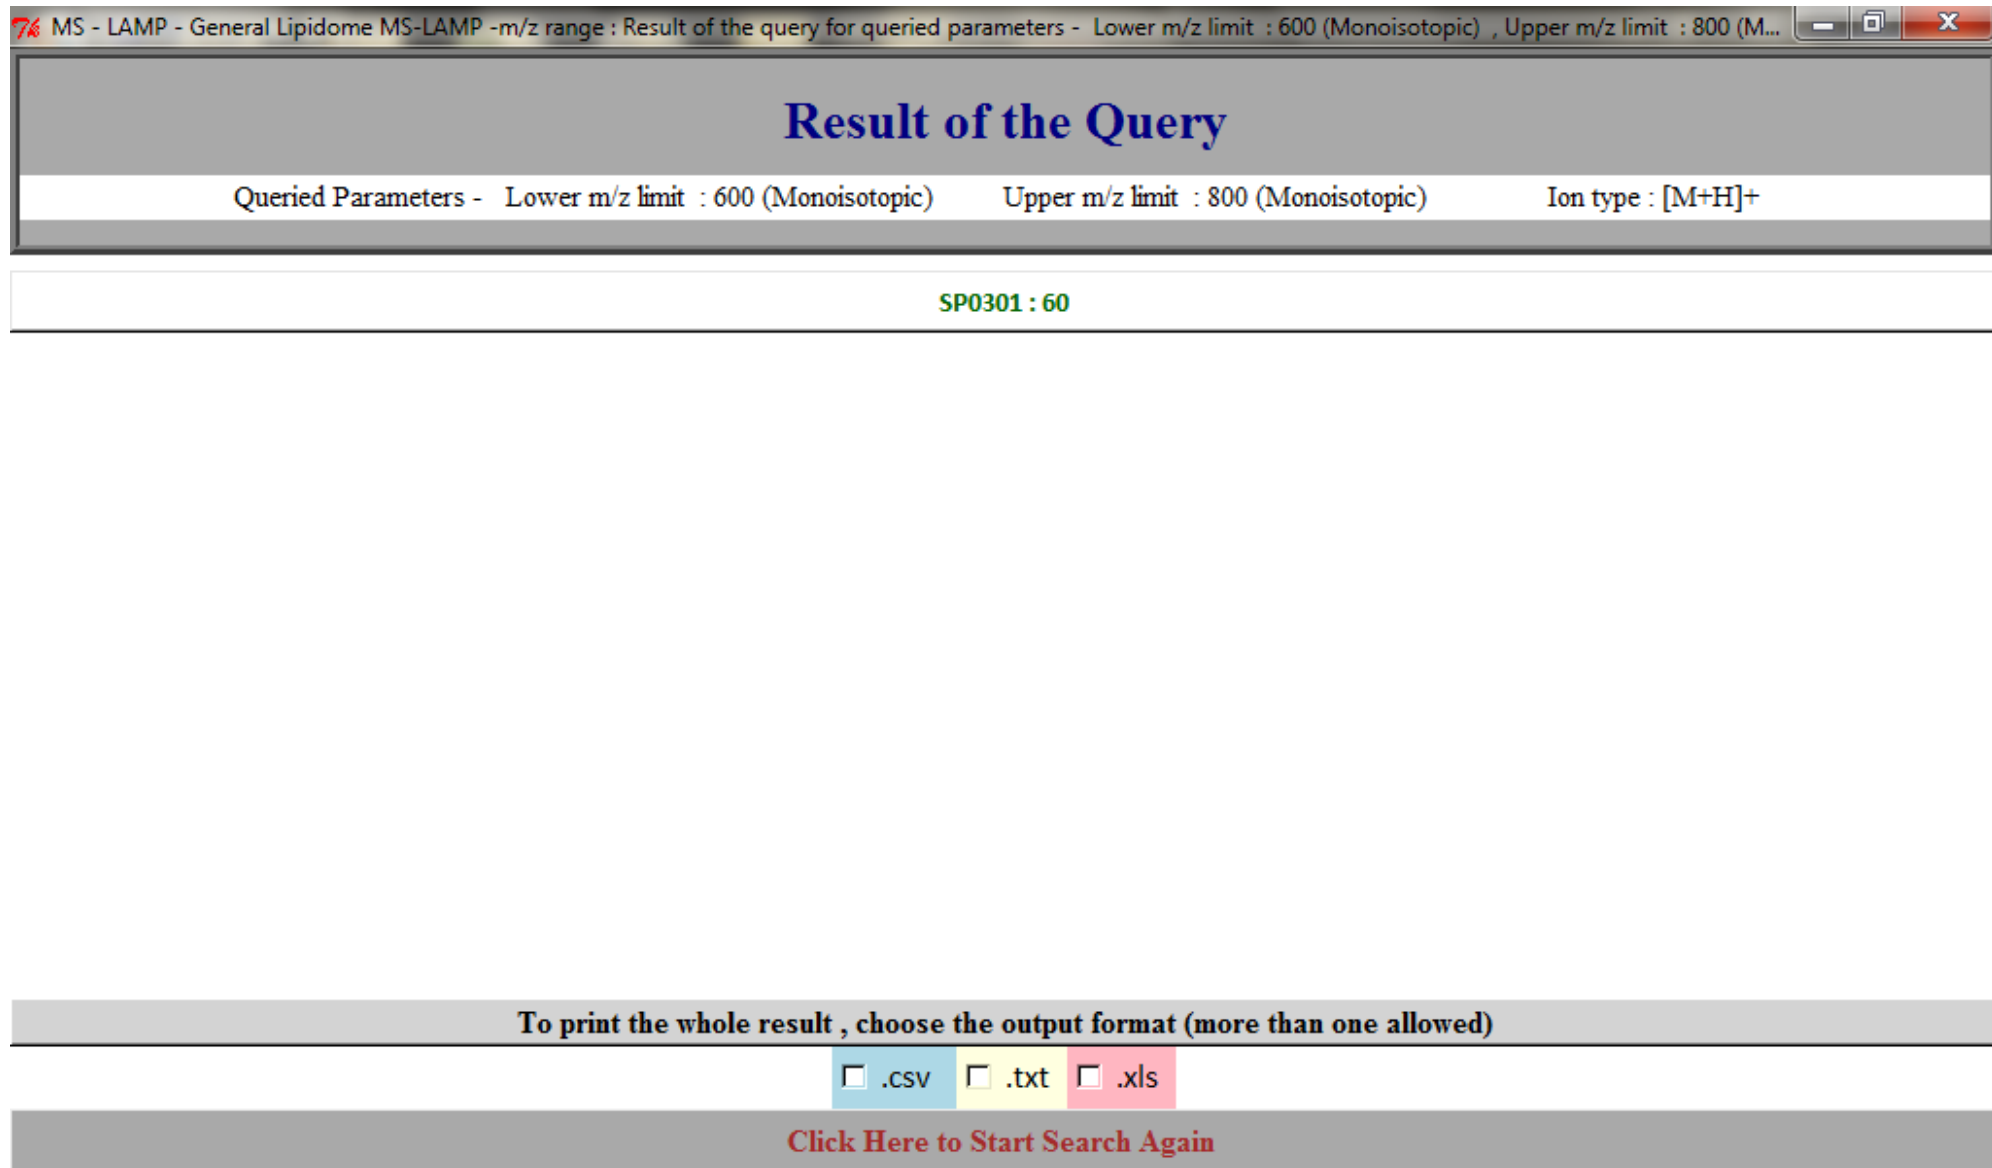 MS - LAMP - General Lipidome MS-LAMP -m/z range : Result of the query for queried parameters - Lower m/z limit : 600 (Monoisotopic) , Upper m/z limit : 800 (M...
Result of the Query
Queried Parameters - Lower m/z limit : 600 (Monoisotopic) Upper m/z limit : 800 (Monoisotopic) Ion type : [M+H]+
SP0301 : 60
To print the whole result , choose the output format (more than one allowed)
.csv .txt .xls
Click Here to Start Search Again